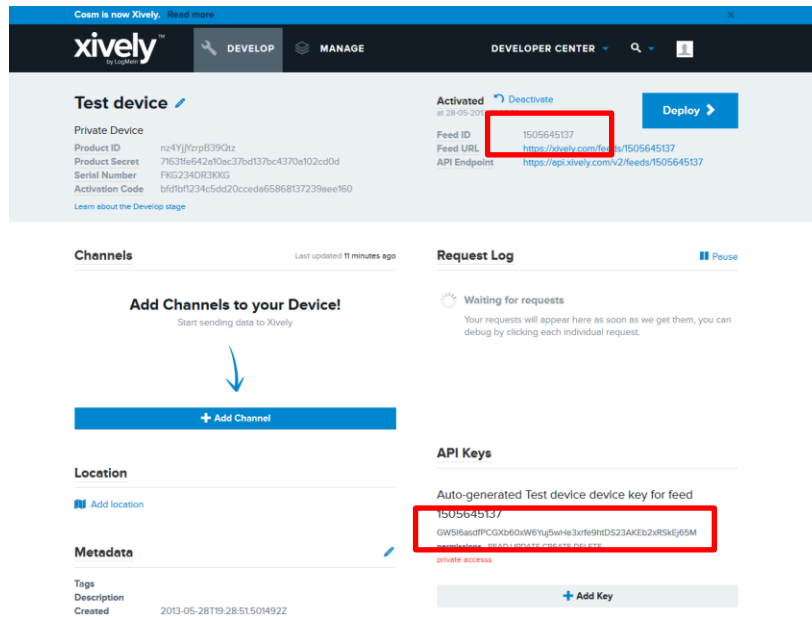 Cosm is now Xively. Read more
xively™
by LogMeIn
DEVELOP
MANAGE
DEVELOPER CENTER
Test device
Private Device
Product ID nz4YjjYzrpB39Qtz
Product Secret 71631fe642a10ac37bd137bc4370a102cd0d
Serial Number FKG234DR3KKG
Activation Code bfd1bf1234c5dd20cceda65868137239aee160
Learn about the Develop stage
Activated Deactivate
at 28-05-201
Deploy
Feed ID 1505645137
Feed URL https://xively.com/feeds/1505645137
API Endpoint https://api.xively.com/v2/feeds/1505645137
Channels
Last updated 11 minutes ago
Add Channels to your Device!
Start sending data to Xively
Add Channel
Request Log
Pause
Waiting for requests
Your requests will appear here as soon as we get them, you can
debug by clicking each individual request.
Location
Add location
Metadata
Tags
Description
Created 2013-05-28T19:28:51.501492Z
API Keys
Auto-generated Test device device key for feed
1505645137
GW5I6asdfPCGXb60xW6Yuj5wHe3xrfe9htDS23AKEb2xRSkEj65M
permissions READ,UPDATE,CREATE,DELETE
private accesss
Add Key